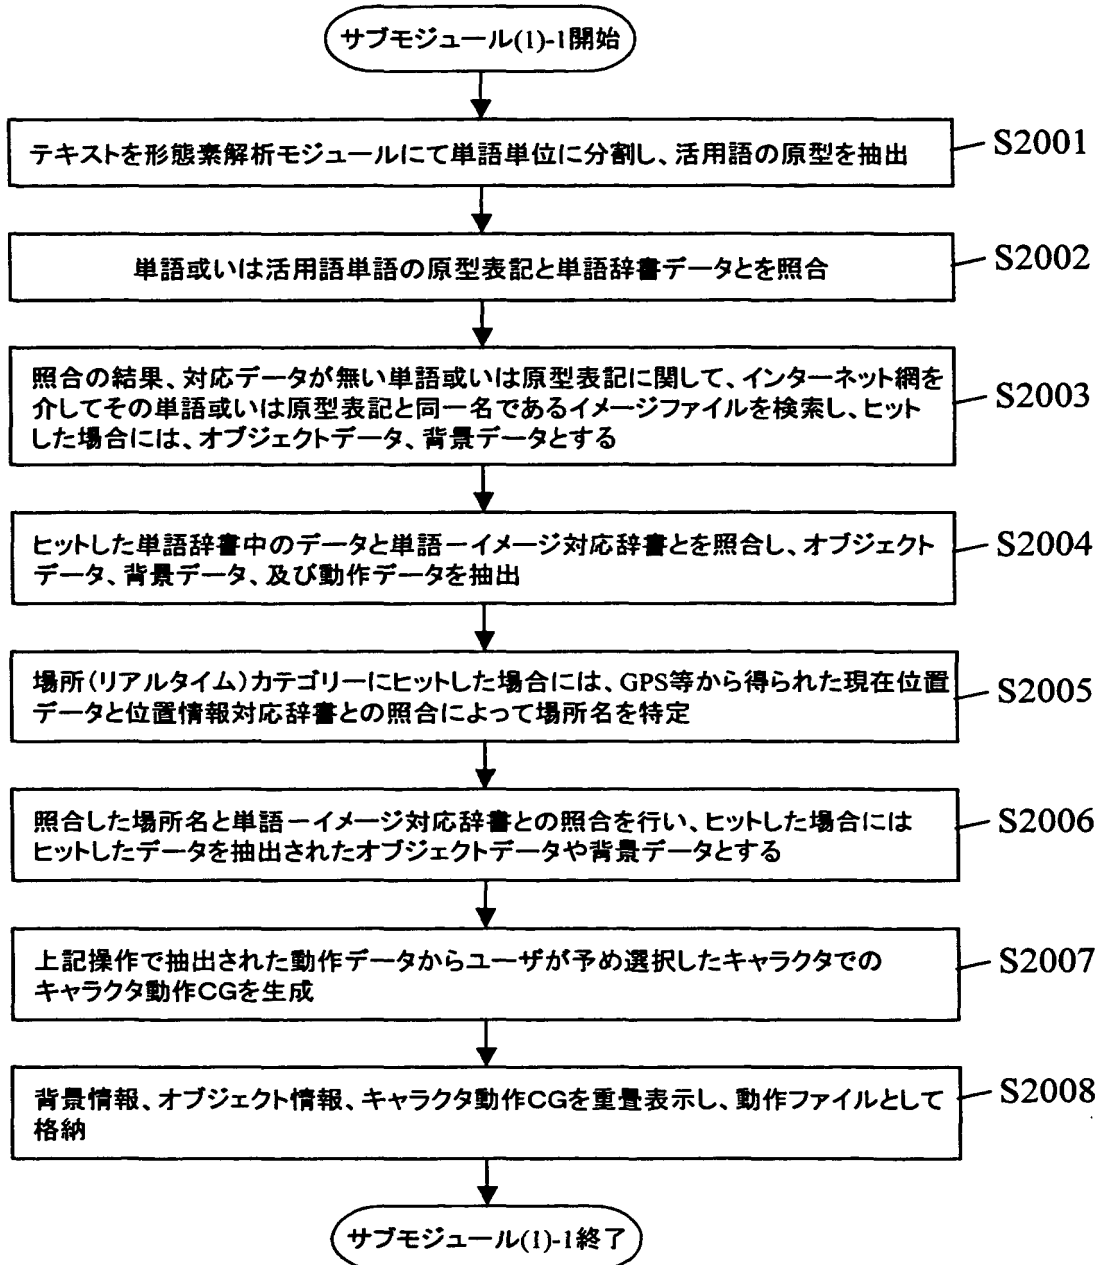 サブモジュール(1)-1開始
テキストを形態素解析モジュールにて単語単位に分割し、活用語の原型を抽出
S2001
単語或いは活用語単語の原型表記と単語辞書データとを照合
S2002
照合の結果、対応データが無い単語或いは原型表記に関して、インターネット網を
介してその単語或いは原型表記と同一名であるイメージファイルを検索し、ヒット
した場合には、オブジェクトデータ、背景データとする
S2003
ヒットした単語辞書中のデータと単語ーイメージ対応辞書とを照合し、オブジェクト
データ、背景データ、及び動作データを抽出
S2004
場所(リアルタイム)カテゴリーにヒットした場合には、GPS等から得られた現在位置
データと位置情報対応辞書との照合によって場所名を特定
S2005
照合した場所名と単語ーイメージ対応辞書との照合を行い、ヒットした場合には
ヒットしたデータを抽出されたオブジェクトデータや背景データとする
S2006
上記操作で抽出された動作データからユーザが予め選択したキャラクタでの
キャラクタ動作CGを生成
S2007
背景情報、オブジェクト情報、キャラクタ動作CGを重畳表示し、動作ファイルとして
格納
S2008
サブモジュール(1)-1終了